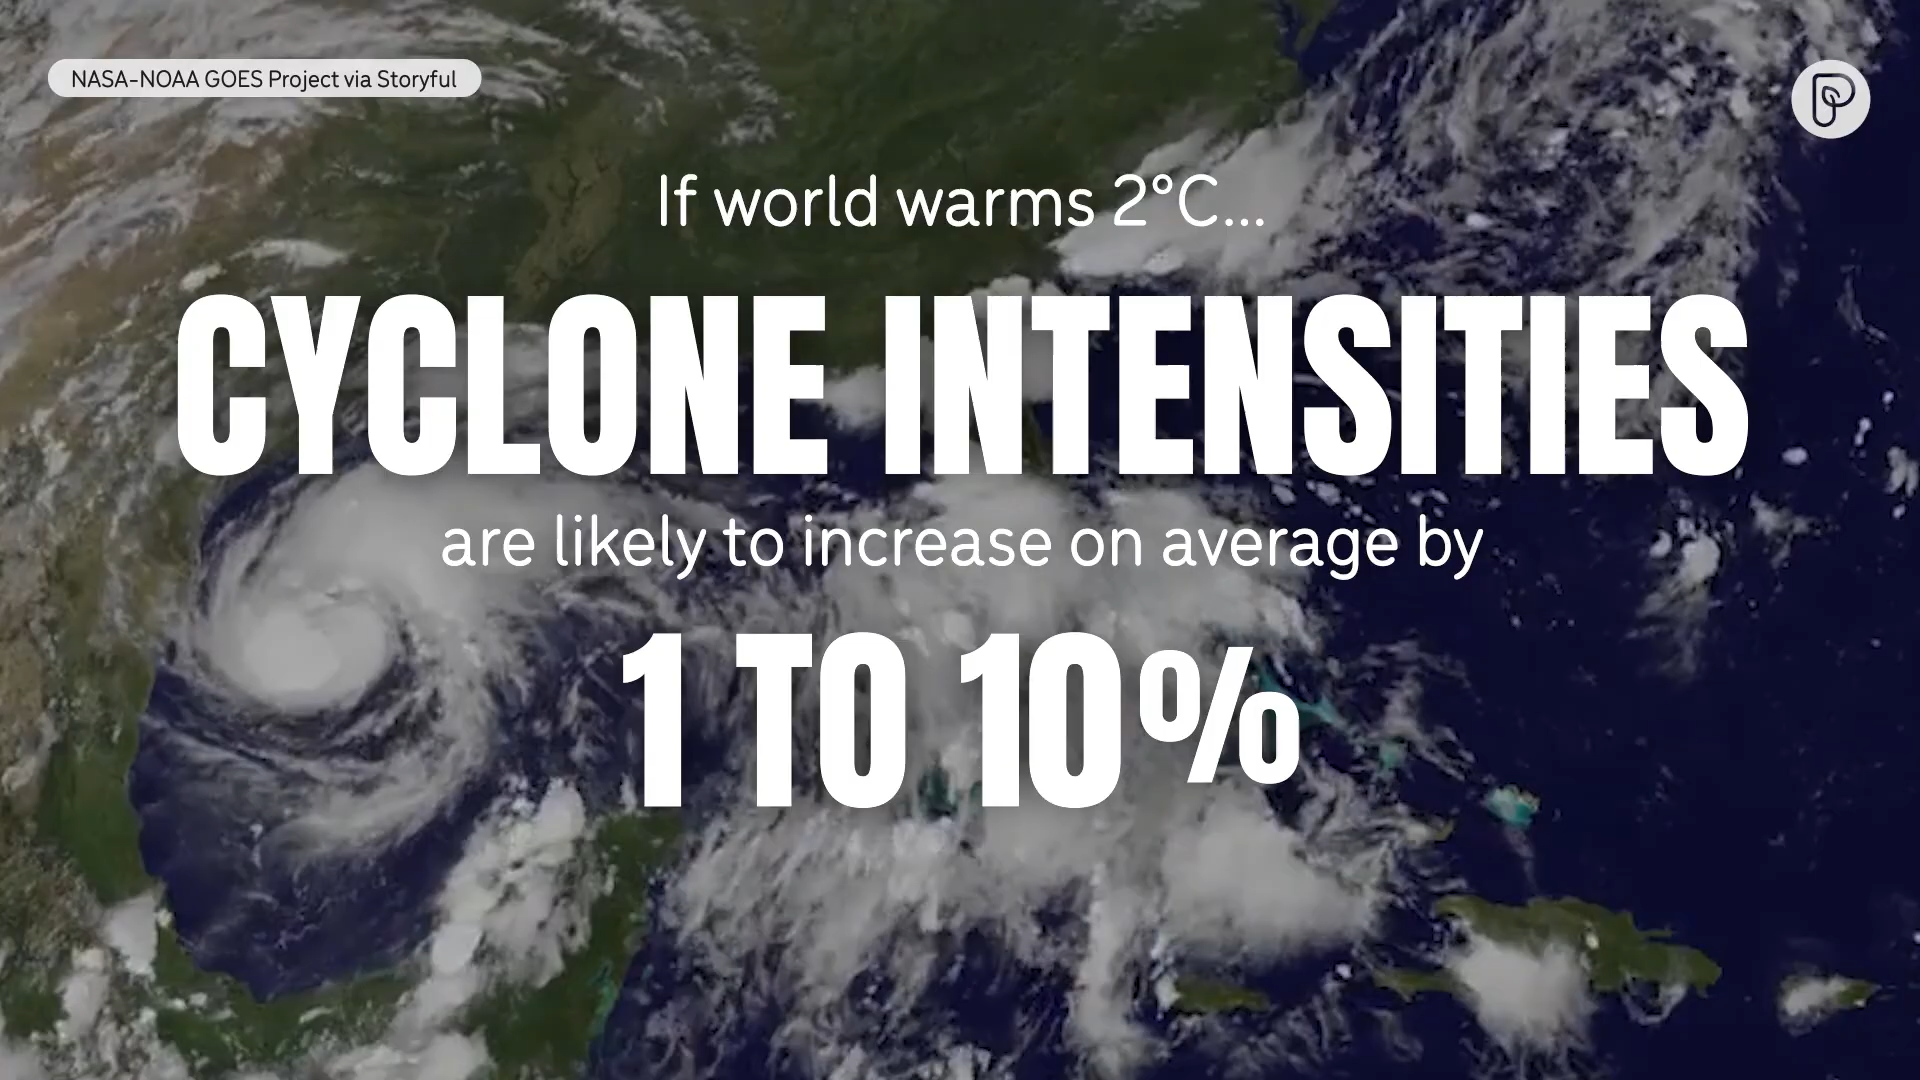 NASA-NOAA GOES Project via Storyful
If world warms 2°C...
CYCLONE INTENSITIES
are likely to increase on average by
1 TO 10%